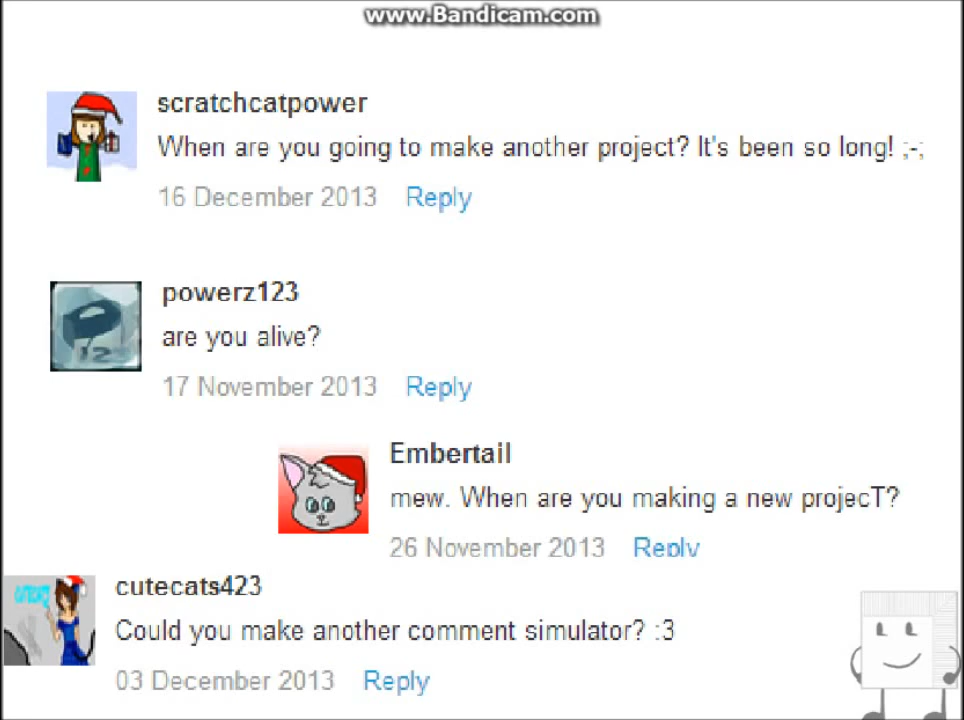 www.Bandicam.com
scratchcatpower
When are you going to make another project? It's been so long! ;-;
16 December 2013 Reply
powerz123
are you alive?
17 November 2013 Reply
Embertail
mew. When are you making a new projecT?
26 November 2013 Reply
cutecats423
Could you make another comment simulator? :3
03 December 2013 Reply